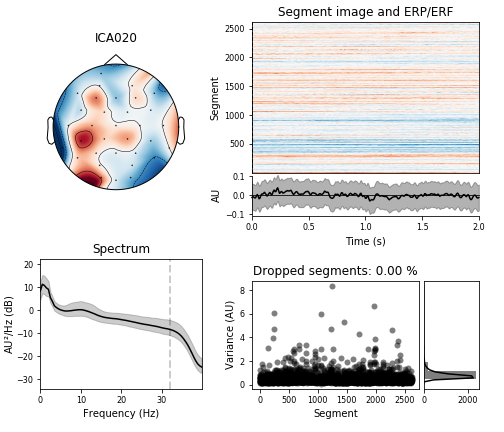 ICA020
Segment image and ERP/ERF
Segment
2500
2000
1500
1000
500
AU
0.1
0.0
−0.1
0.0 0.5 1.0 1.5 2.0
Time (s)
Spectrum
AU²/Hz (dB)
20
10
0
−10
−20
−30
0 10 20 30
Frequency (Hz)
Dropped segments: 0.00 %
Variance (AU)
8
6
4
2
0
0 500 1000 1500 2000 2500
Segment
0 2000